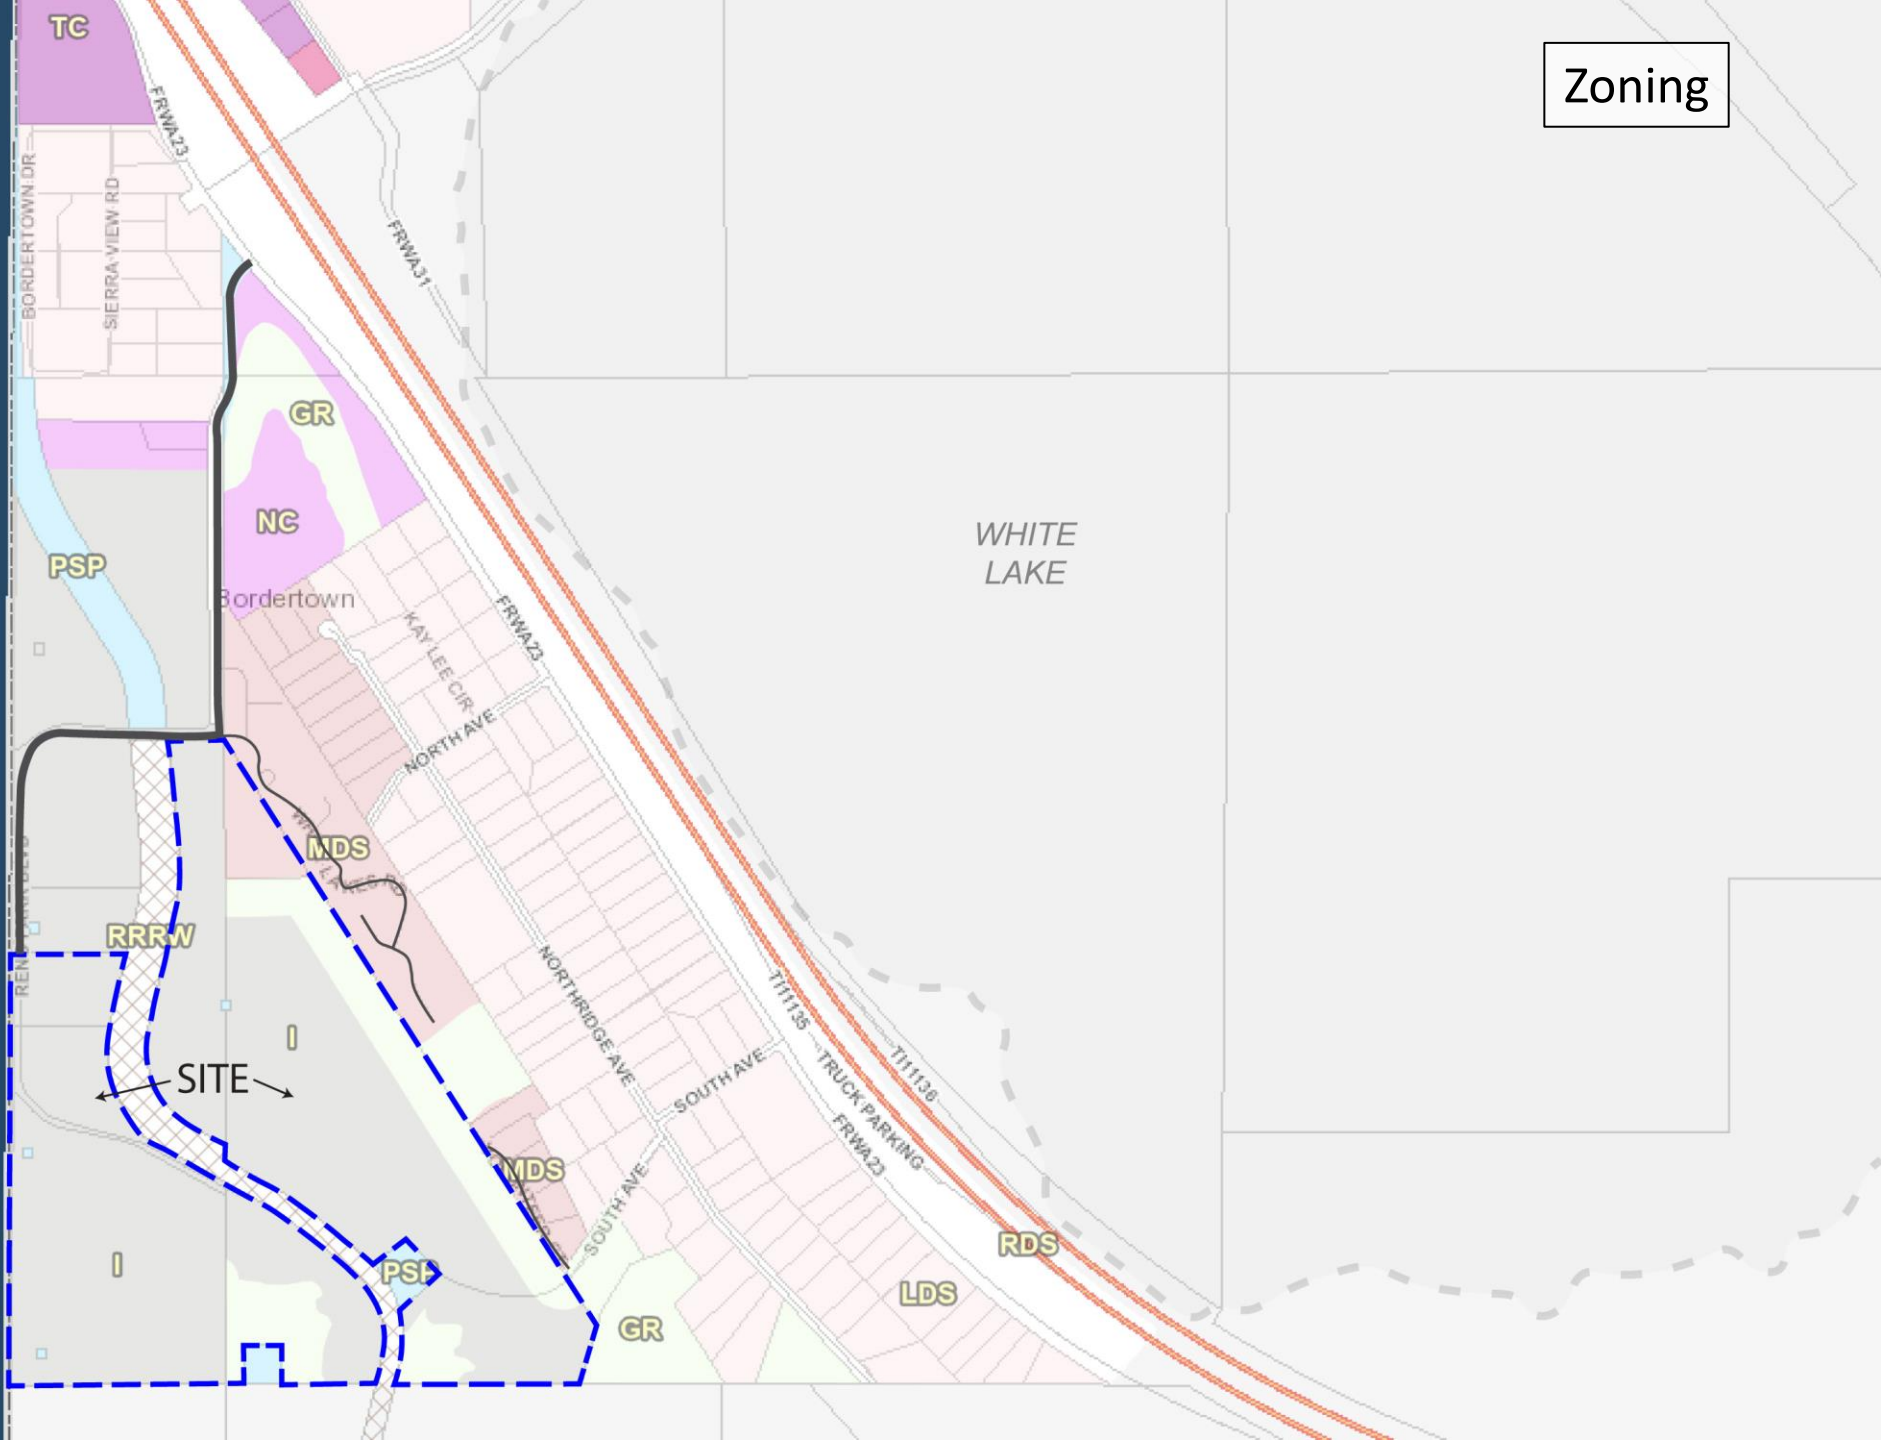 TC
Zoning
FRWA23
BORDERTOWN DR
SIERRA VIEW RD
FRWA31
GR
NC
WHITE
LAKE
PSP
Bordertown
KAY LEE CIR
FRWA23
NORTH AVE
MDS
LAKES RD
RRRW
NORTHRIDGE AVE
TI11135
I
SITE
SOUTH AVE
TRUCK PARKING
TI11136
FRWA23
MDS
SOUTH AVE
RDS
I
PSP
LDS
GR